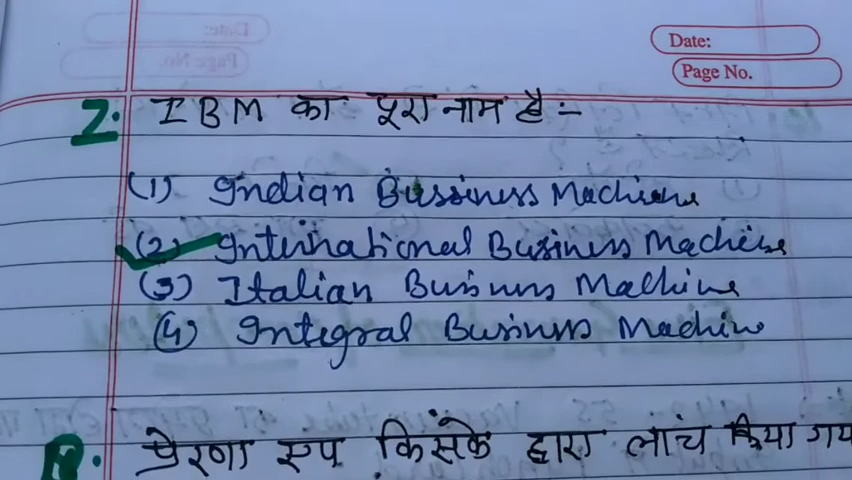 Date:
Page No.
7. IBM का पूरा नाम है :-
(1) Indian Bussiness Machine
(2) International Business Machine
(3) Italian Business Machine
(4) Integral Business Machine
प्रेरणा रूप किसके द्वारा लांच किया गय